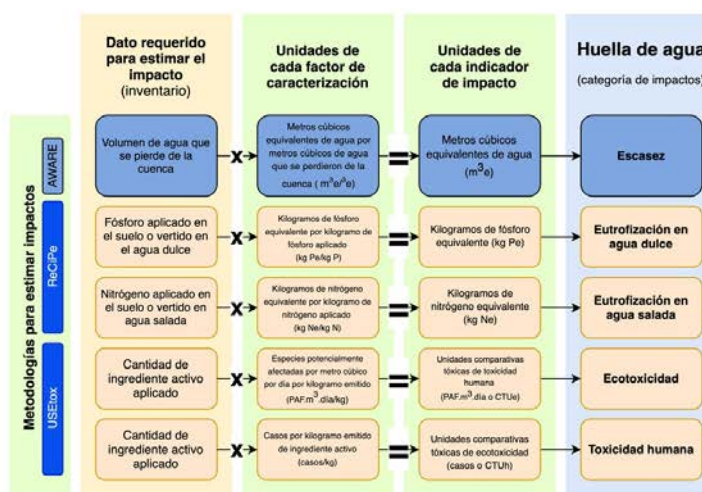 Dato requerido
para estimar el
impacto
(inventario)
Unidades de
cada factor de
caracterización
Unidades de
cada indicador
de impacto
Huella de agua
(categoría de impactos)
Metodologías para estimar impactos
AWARE
Volumen de agua que
se pierde de la
cuenca
X
Metros cúbicos
equivalentes de agua por
metros cúbicos de agua
que se perdieron de la
cuenca ( m³e/³e)
=
Metros cúbicos
equivalentes de agua
(m³e)
Escasez
ReCiPe
Fósforo aplicado en
el suelo o vertido en
el agua dulce
X
Kilogramos de fósforo
equivalente por kilogramo de
fósforo aplicado
(kg Pe/kg P)
=
Kilogramos de fósforo
equivalente (kg Pe)
Eutrofización en
agua dulce
Nitrógeno aplicado en
el suelo o vertido en
agua salada
X
Kilogramos de nitrógeno
equivalente por kilogramo de
nitrógeno aplicado
(kg Ne/kg N)
=
Kilogramos de
nitrógeno equivalente
(kg Ne)
Eutrofización en
agua salada
USEtox
Cantidad de
ingrediente activo
aplicado
X
Especies potencialmente
afectadas por metro cúbico
por día por kilogramo emitido
(PAF.m³.día/kg)
=
Unidades comparativas
tóxicas de toxicidad
humana
(PAF.m³.día o CTUe)
Ecotoxicidad
Cantidad de
ingrediente activo
aplicado
X
Casos por kilogramo emitido
de ingrediente activo
(casos/kg)
=
Unidades comparativas
tóxicas de ecotoxicidad
(casos o CTUh)
Toxicidad humana